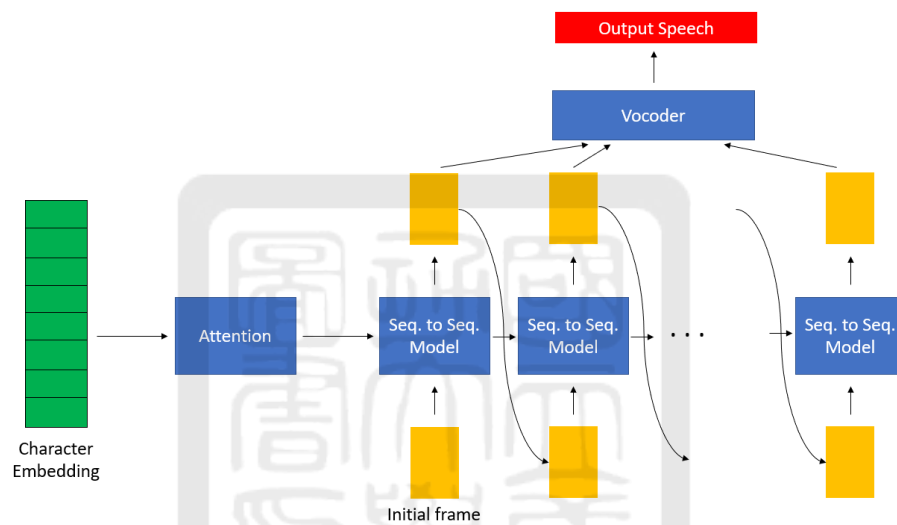 Output Speech
Vocoder
Attention
Seq. to Seq.
Model
Seq. to Seq.
Model
. . .
Seq. to Seq.
Model
Character
Embedding
Initial frame